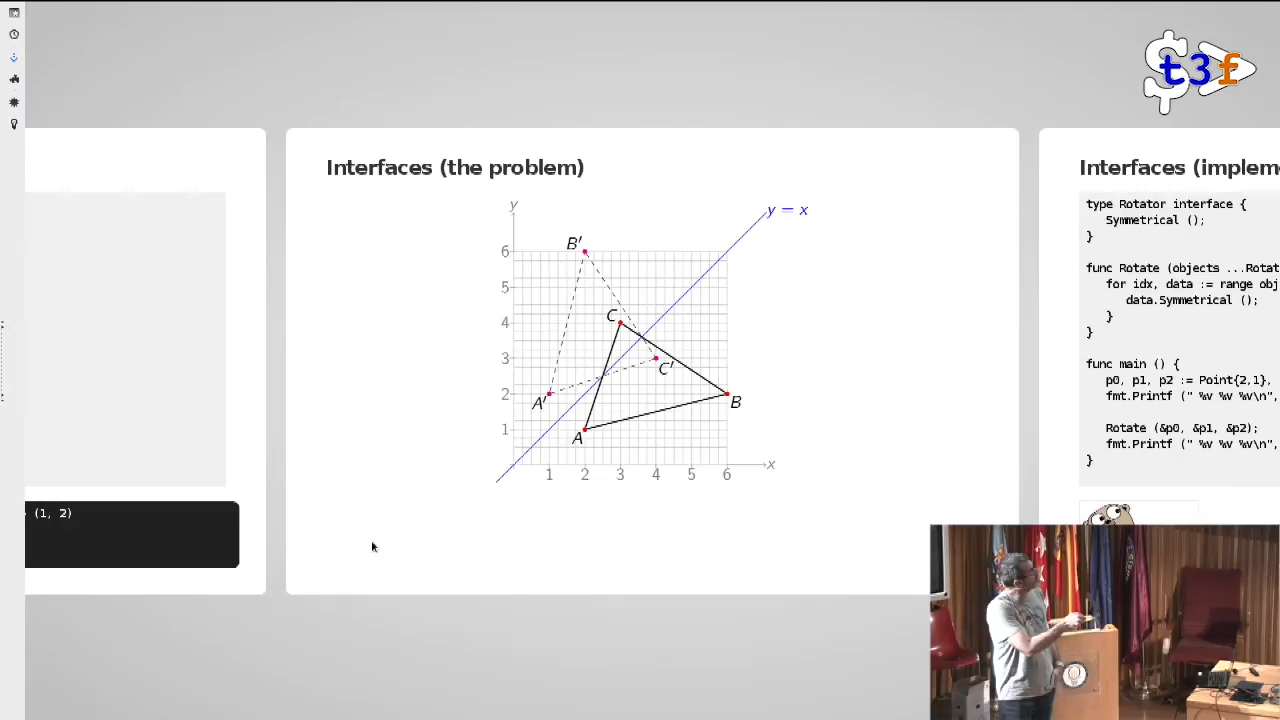 $t3f
Interfaces (the problem)
y
y = x
B′
6
5
C
4
3
C′
2
A′
B
1
A
x
1 2 3 4 5 6
(1, 2)
Interfaces (implem
type Rotator interface {
Symmetrical ();
}
func Rotate (objects ...Rotat
for idx, data := range obj
data.Symmetrical ();
}
}
func main () {
p0, p1, p2 := Point{2,1},
fmt.Printf (" %v %v %v\n",
Rotate (&p0, &p1, &p2);
fmt.Printf (" %v %v %v\n",
}